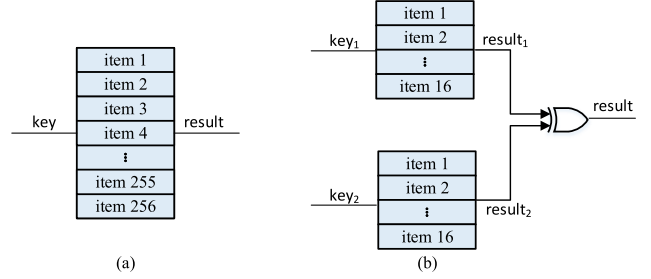 item 1
item 2
item 3
item 4
⋮
item 255
item 256
key
result
(a)
item 1
item 2
⋮
item 16
key₁
result₁
item 1
item 2
⋮
item 16
key₂
result₂
result
(b)